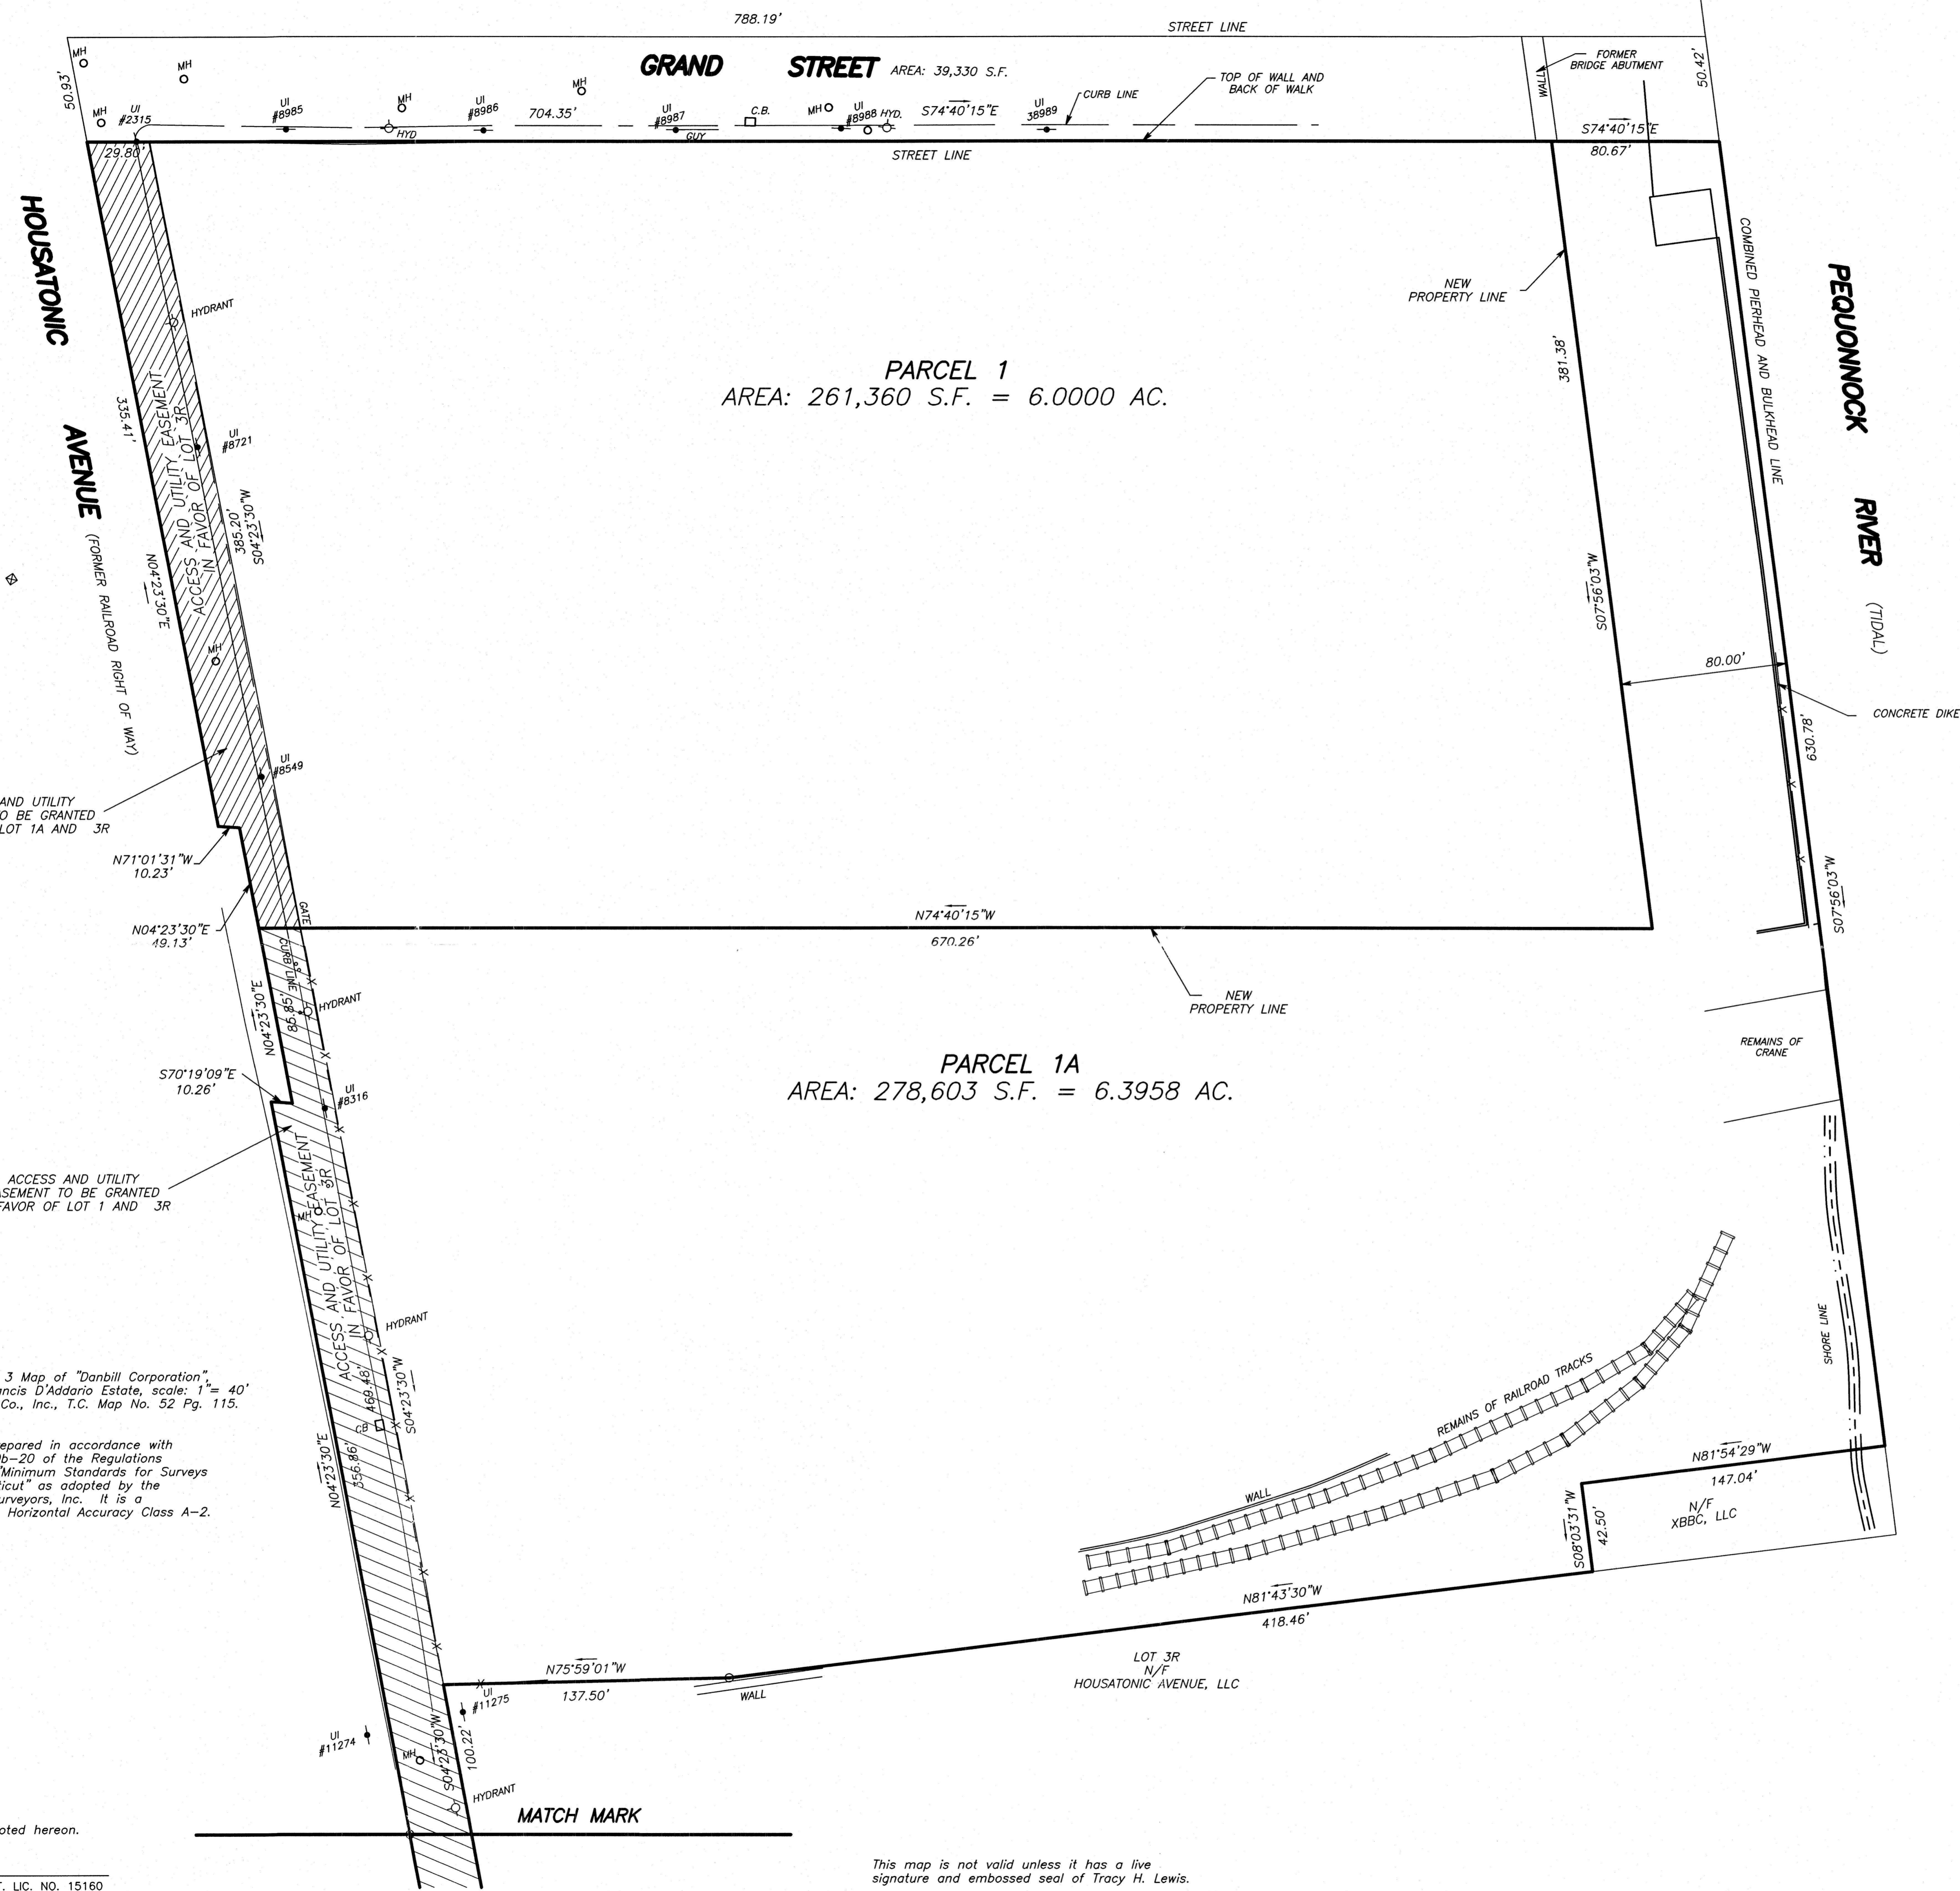 788.19'
STREET LINE
50.93'
MH
MH
MH
MH
MH
GRAND STREET AREA: 39,330 S.F.
TOP OF WALL AND
BACK OF WALK
WALL
FORMER
BRIDGE ABUTMENT
50.42'
UI
#2315
UI
#8985
HYD
UI
#8986
704.35'
UI
#8987
GUY
C.B.
MH
UI
#8988
HYD.
S74°40'15"E
UI
38989
CURB LINE
S74°40'15"E
80.67'
29.80'
STREET LINE
HOUSATONIC
AVENUE (FORMER RAILROAD RIGHT OF WAY)
335.41'
N04°23'30"E
HYDRANT
ACCESS AND UTILITY EASEMENT
IN FAVOR OF LOT 3R
UI
#8721
385.20'
S04°23'30"W
MH
UI
#8549
PARCEL 1
AREA: 261,360 S.F. = 6.0000 AC.
NEW
PROPERTY LINE
381.38'
S07°56'03"W
COMBINED PIERHEAD AND BULKHEAD LINE
PEQUONNOCK
RIVER (TIDAL)
80.00'
CONCRETE DIKE
630.78'
S07°56'03"W
AND UTILITY
O BE GRANTED
LOT 1A AND 3R
N71°01'31"W
10.23'
N04°23'30"E
49.13'
GATE
N74°40'15"W
670.26'
NEW
PROPERTY LINE
CURB LINE
85.85'
N04°23'30"E
HYDRANT
S70°19'09"E
10.26'
UI
#8316
PARCEL 1A
AREA: 278,603 S.F. = 6.3958 AC.
REMAINS OF
CRANE
ACCESS AND UTILITY
ASEMENT TO BE GRANTED
FAVOR OF LOT 1 AND 3R
ACCESS AND UTILITY EASEMENT
IN FAVOR OF LOT 3R
MH
HYDRANT
469.48'
S04°23'30"W
CB
N04°23'30"E
356.86'
SHORE LINE
REMAINS OF RAILROAD TRACKS
WALL
3 Map of "Danbill Corporation",
ncis D'Addario Estate, scale: 1"= 40'
Co., Inc., T.C. Map No. 52 Pg. 115.
epared in accordance with
0b-20 of the Regulations
"Minimum Standards for Surveys
ticut" as adopted by the
urveyors, Inc. It is a
Horizontal Accuracy Class A-2.
N81°54'29"W
147.04'
N/F
XBBC, LLC
S08°03'31"W
42.50'
N81°43'30"W
418.46'
LOT 3R
N/F
HOUSATONIC AVENUE, LLC
N75°59'01"W
137.50'
WALL
UI
#11275
UI
#11274
MH
S04°23'30"W
100.22'
HYDRANT
MATCH MARK
oted hereon.
T. LIC. NO. 15160
This map is not valid unless it has a live
signature and embossed seal of Tracy H. Lewis.